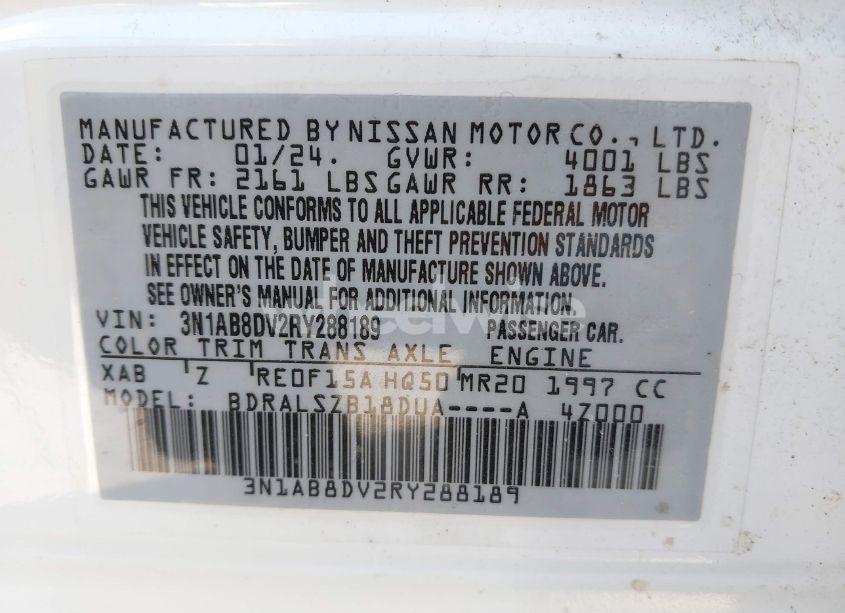 MANUFACTURED BY NISSAN MOTOR CO., LTD.
DATE: 01/24. GVWR: 4001 LBS
GAWR FR: 2161 LBS GAWR RR: 1863 LBS
THIS VEHICLE CONFORMS TO ALL APPLICABLE FEDERAL MOTOR
VEHICLE SAFETY, BUMPER AND THEFT PREVENTION STANDARDS
IN EFFECT ON THE DATE OF MANUFACTURE SHOWN ABOVE.
SEE OWNER'S MANUAL FOR ADDITIONAL INFORMATION.
VIN: 3N1AB8DV2RY288189 PASSENGER CAR.
COLOR TRIM TRANS AXLE ENGINE
XAB Z RE0F15A HQ50 MR20 1997 CC
MODEL: BDRALSZB18DUA----A 4Z000
3N1AB8DV2RY288189